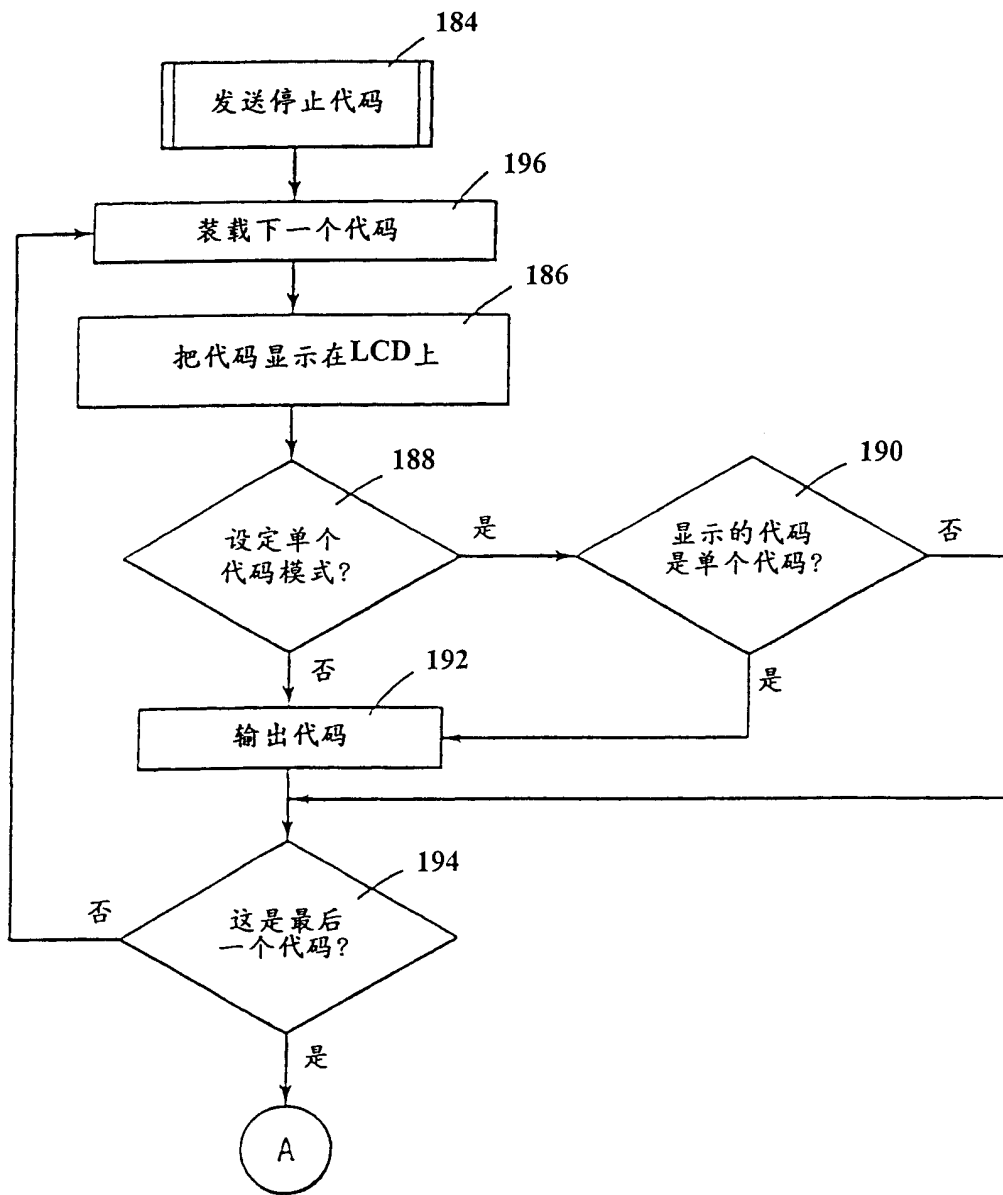 184
发送停止代码
196
装载下一个代码
186
把代码显示在LCD上
188
190
设定单个
代码模式?
是
显示的代码
是单个代码?
否
否
192
是
输出代码
194
否
这是最后
一个代码?
是
A